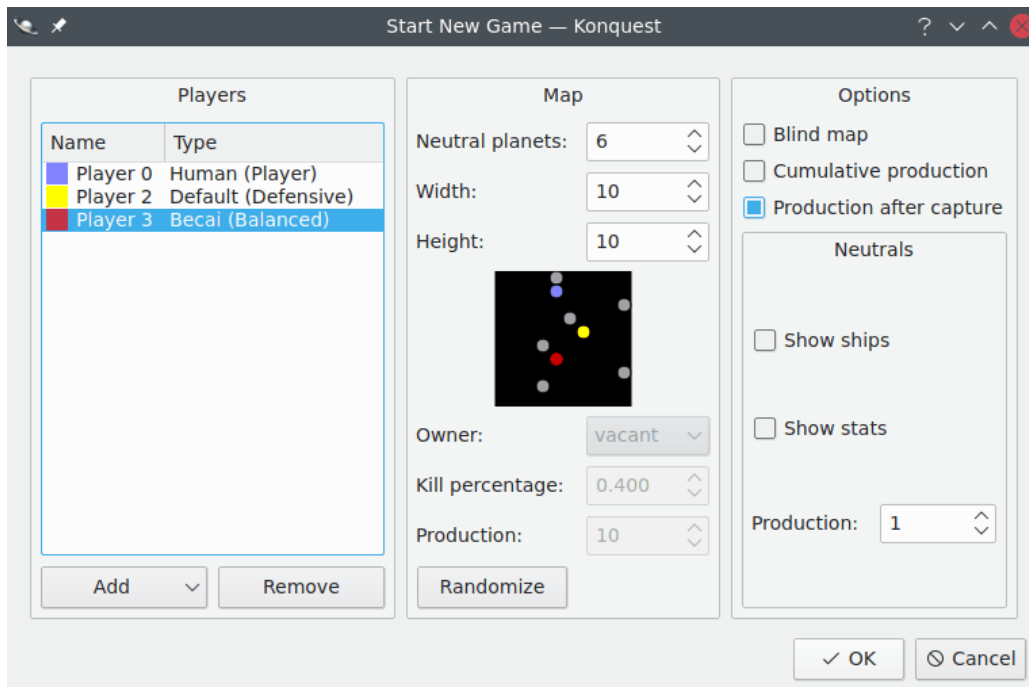 Start New Game — Konquest
Players
Name Type
Player 0 Human (Player)
Player 2 Default (Defensive)
Player 3 Becai (Balanced)
Add
Remove
Map
Neutral planets: 6
Width: 10
Height: 10
Owner: vacant
Kill percentage: 0.400
Production: 10
Randomize
Options
Blind map
Cumulative production
Production after capture
Neutrals
Show ships
Show stats
Production: 1
OK
Cancel